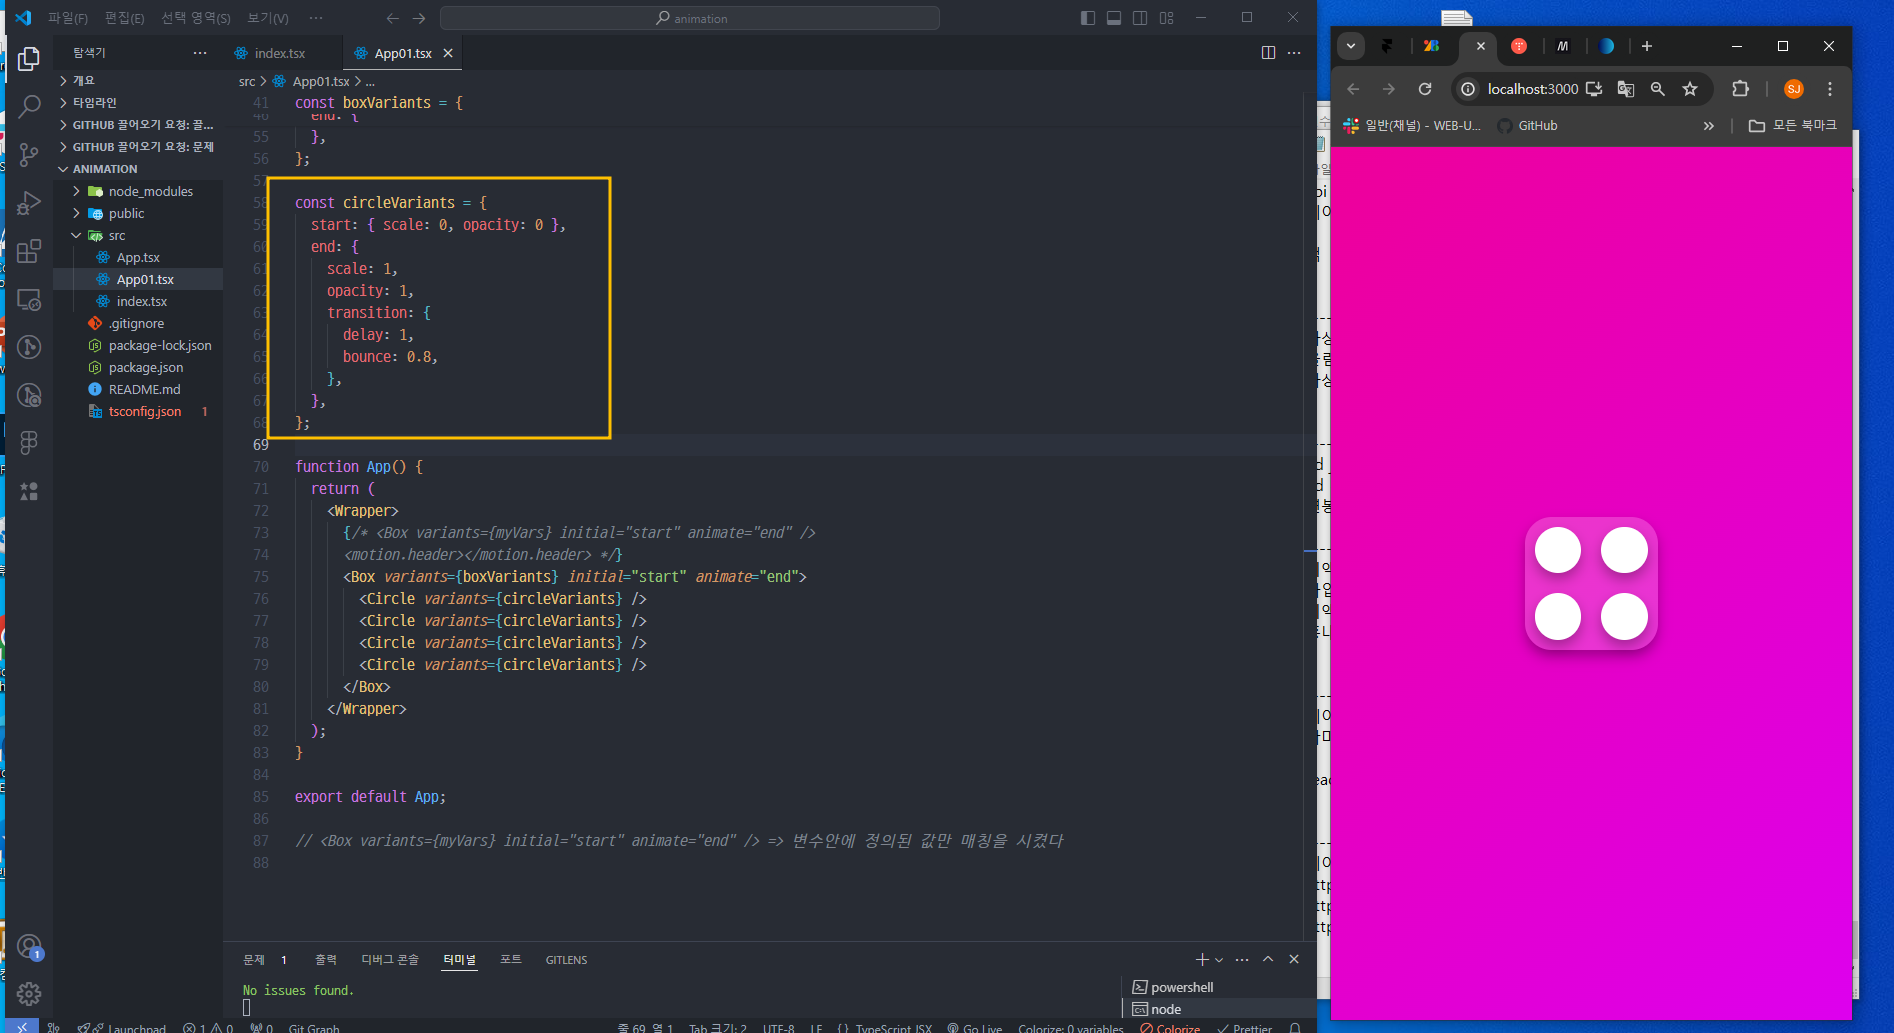 파일(F) 편집(E) 선택 영역(S) 보기(V) ···
animation
탐색기 ···
개요
타임라인
GITHUB 끌어오기 요청: 끌...
GITHUB 끌어오기 요청: 문제
ANIMATION
node_modules
public
src
App.tsx
App01.tsx
index.tsx
.gitignore
package-lock.json
package.json
README.md
tsconfig.json 1
1
index.tsx App01.tsx
src > App01.tsx > ...
41 const boxVariants = {
46 end: {
55 },
56 };
57
58 const circleVariants = {
59 start: { scale: 0, opacity: 0 },
60 end: {
61 scale: 1,
62 opacity: 1,
63 transition: {
64 delay: 1,
65 bounce: 0.8,
66 },
67 },
68 };
69
70 function App() {
71 return (
72 <Wrapper>
73 {/* <Box variants={myVars} initial="start" animate="end" />
74 <motion.header></motion.header> */}
75 <Box variants={boxVariants} initial="start" animate="end">
76 <Circle variants={circleVariants} />
77 <Circle variants={circleVariants} />
78 <Circle variants={circleVariants} />
79 <Circle variants={circleVariants} />
80 </Box>
81 </Wrapper>
82 );
83 }
84
85 export default App;
86
87 // <Box variants={myVars} initial="start" animate="end" /> => 변수안에 정의된 값만 매칭을 시켰다
88
문제 1 출력 디버그 콘솔 터미널 포트 GITLENS
No issues found.
powershell
node
Launchpad 1 0 0 Git Graph
줄 69, 열 1 Tab 크기: 2 UTF-8 LF {} TypeScript JSX Go Live Colorize: 0 variables Colorize Prettier
localhost:3000
SJ
일반(채널) - WEB-U... GitHub » 모든 북마크